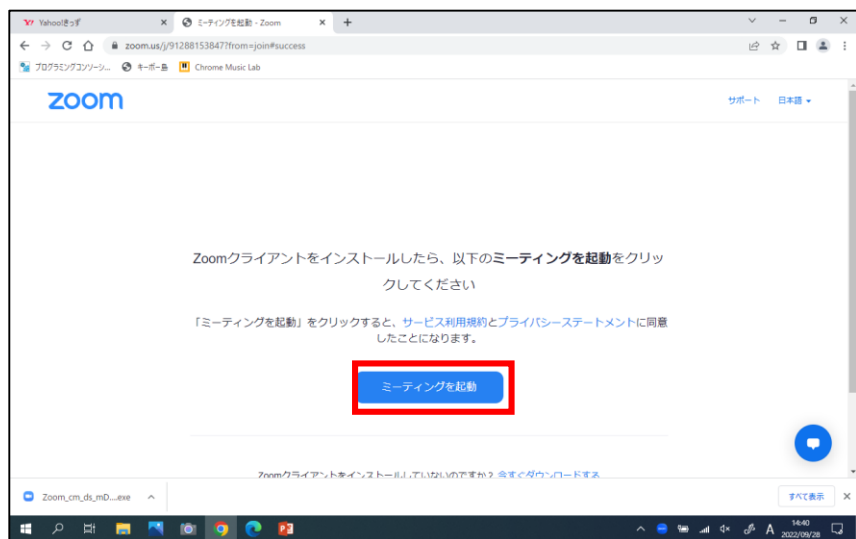 Yahoo!きっず
ミーティングを起動 - Zoom
zoom.us/j/91288153847?from=join#success
プログラミングコンソーシ...
キーボー島
Chrome Music Lab
zoom
サポート
日本語
Zoomクライアントをインストールしたら、以下のミーティングを起動をクリッ
クしてください
「ミーティングを起動」をクリックすると、サービス利用規約とプライバシーステートメントに同意
したことになります。
ミーティングを起動
Zoomクライアントをインストールしていないのですか? 今すぐダウンロードする
Zoom_cm_ds_mD....exe
すべて表示
A
14:40
2022/09/28